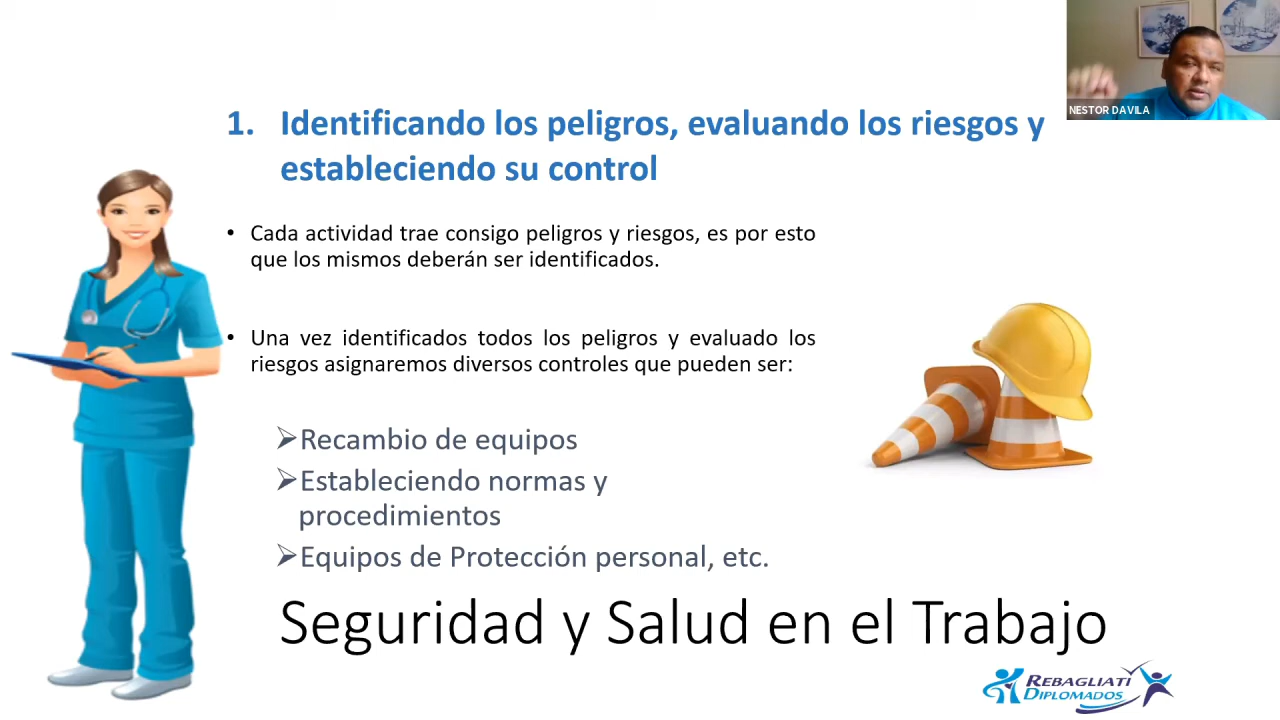 NESTOR DAVILA
1. Identificando los peligros, evaluando los riesgos y
estableciendo su control
• Cada actividad trae consigo peligros y riesgos, es por esto
que los mismos deberán ser identificados.
• Una vez identificados todos los peligros y evaluado los
riesgos asignaremos diversos controles que pueden ser:
➢Recambio de equipos
➢Estableciendo normas y
procedimientos
➢Equipos de Protección personal, etc.
Seguridad y Salud en el Trabajo
REBAGLIATI
DIPLOMADOS